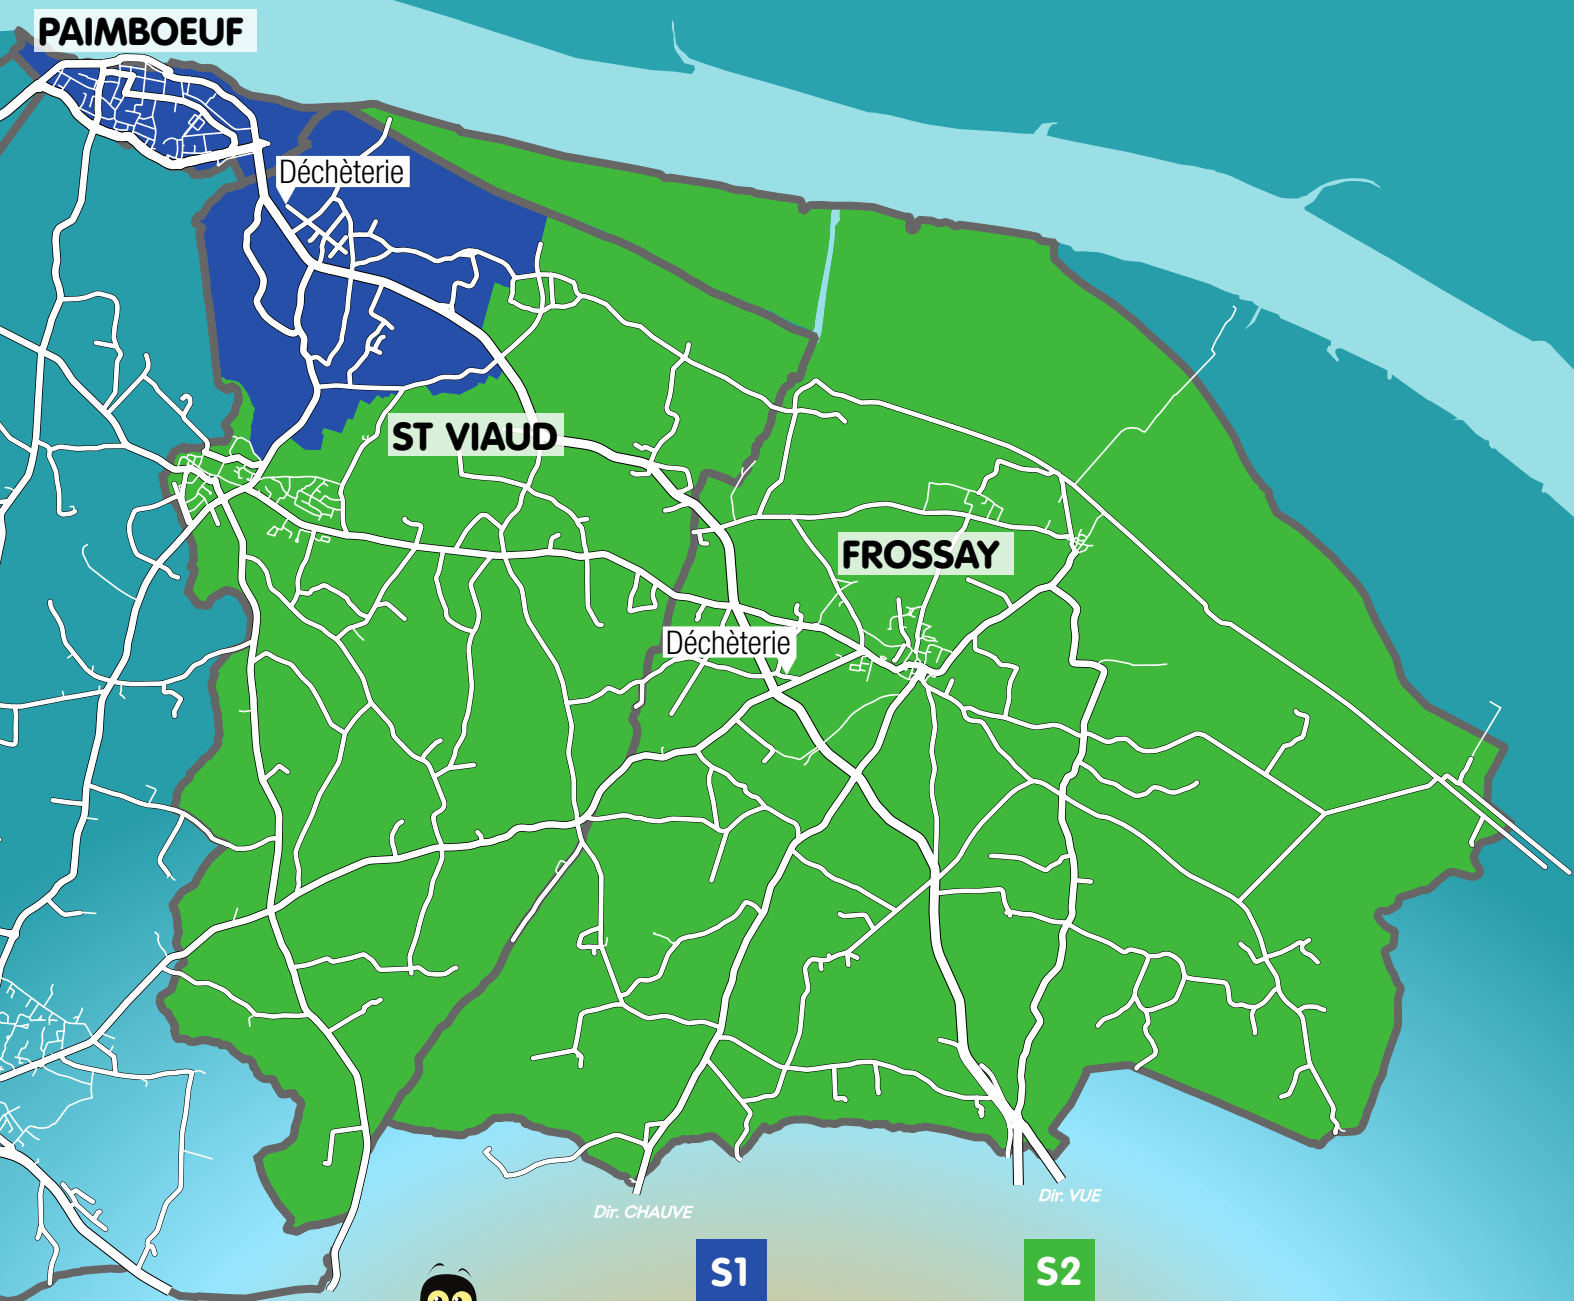 PAIMBOEUF
Déchèterie
ST VIAUD
FROSSAY
Déchèterie
Dir. VUE
Dir. CHAUVE
S1
S2